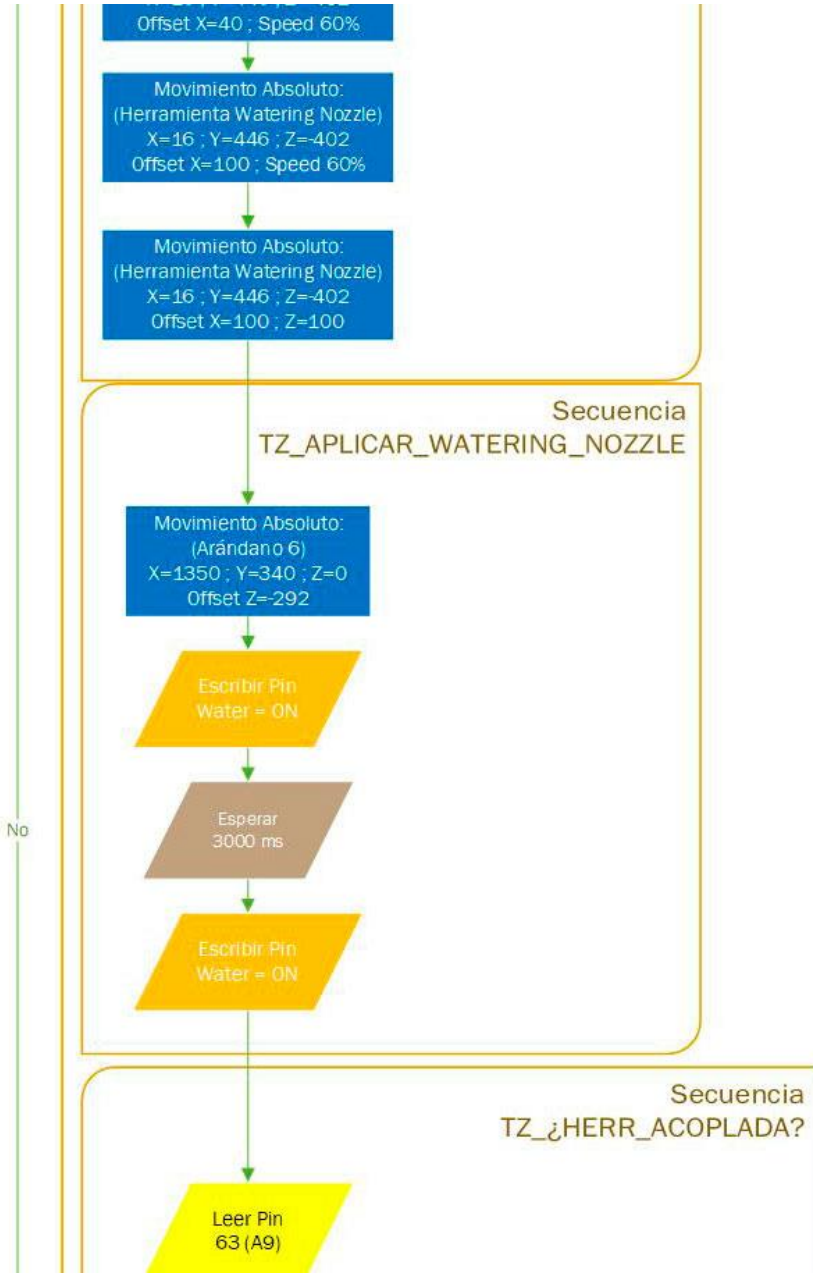 Offset X=40 ; Speed 60%
Movimiento Absoluto:
(Herramienta Watering Nozzle)
X=16 ; Y=446 ; Z=-402
Offset X=100 ; Speed 60%
Movimiento Absoluto:
(Herramienta Watering Nozzle)
X=16 ; Y=446 ; Z=-402
Offset X=100 ; Z=100
Secuencia
TZ_APLICAR_WATERING_NOZZLE
Movimiento Absoluto:
(Arándano 6)
X=1350 ; Y=340 ; Z=0
Offset Z=-292
Escribir Pin
Water = ON
Esperar
3000 ms
No
Escribir Pin
Water = ON
Secuencia
TZ_¿HERR_ACOPLADA?
Leer Pin
63 (A9)